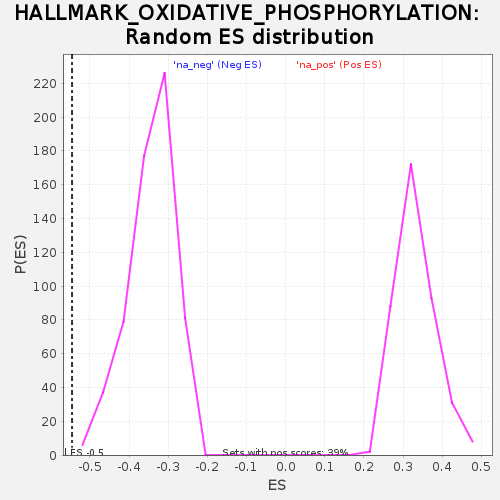 HALLMARK_OXIDATIVE_PHOSPHORYLATION:
Random ES distribution
'na_neg' (Neg ES) 'na_pos' (Pos ES)
220
200
180
160
140
120
100
80
60
40
20
0
P(ES)
ES -0.5
Sets with pos scores: 39%
-0.5 -0.4 -0.3 -0.2 -0.1 0.0 0.1 0.2 0.3 0.4 0.5
ES